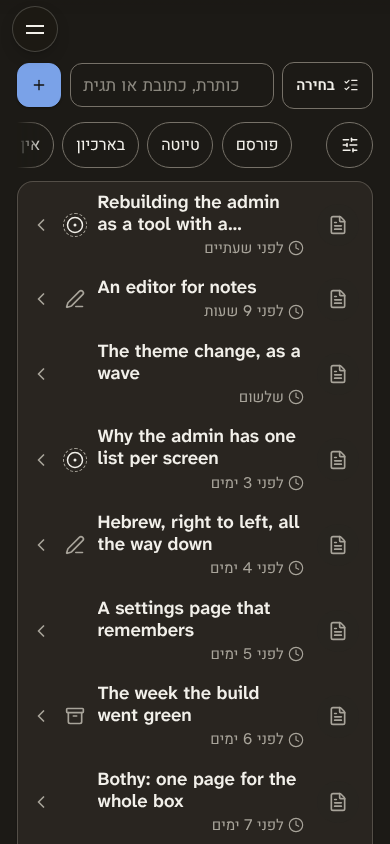 בחירה
כותרת, כתובת או תגית
פורסם
טיוטה
בארכיון
Rebuilding the admin
as a tool with a...
לפני שעתיים
An editor for notes
לפני 9 שעות
The theme change, as a
wave
שלשום
Why the admin has one
list per screen
לפני 3 ימים
Hebrew, right to left, all
the way down
לפני 4 ימים
A settings page that
remembers
לפני 5 ימים
The week the build
went green
לפני 6 ימים
Bothy: one page for the
whole box
לפני 7 ימים